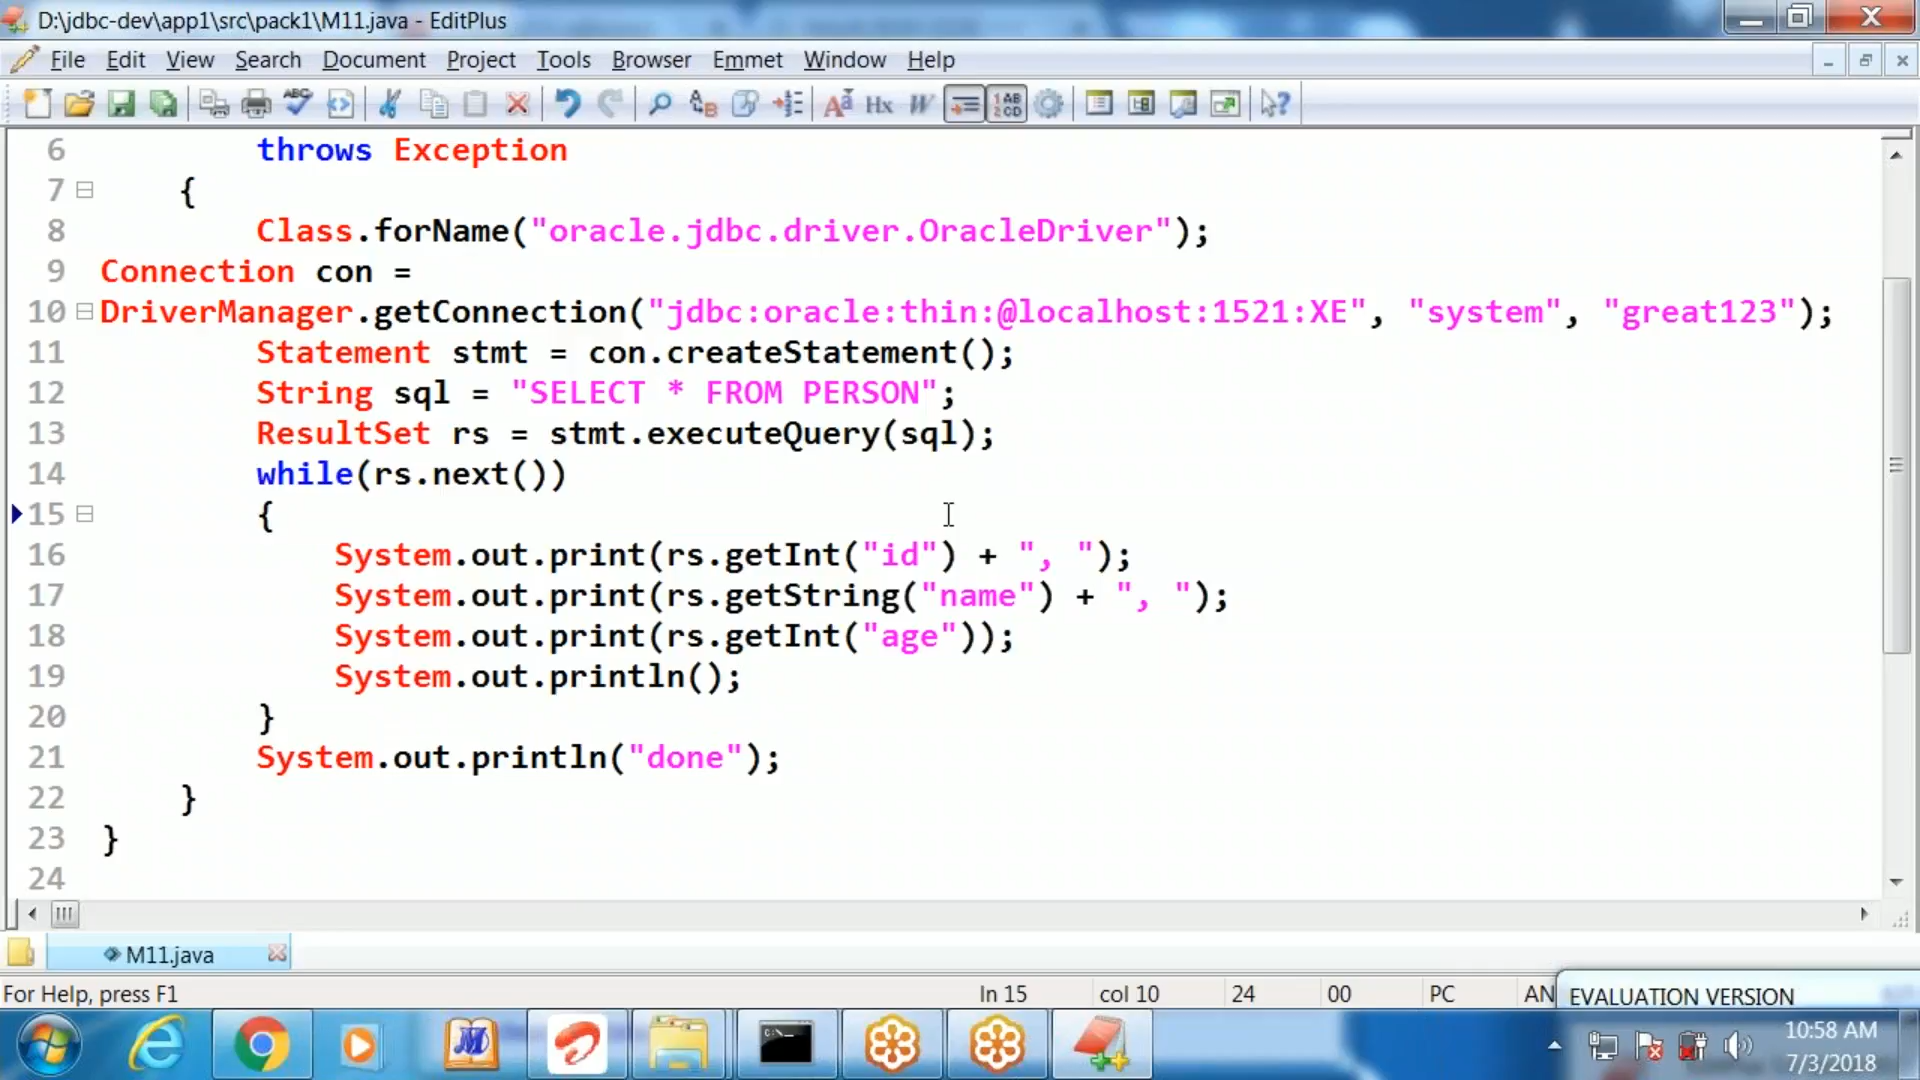 D:\jdbc-dev\app1\src\pack1\M11.java - EditPlus
File Edit View Search Document Project Tools Browser Emmet Window Help
6 throws Exception
7 {
8 Class.forName("oracle.jdbc.driver.OracleDriver");
9 Connection con =
10 DriverManager.getConnection("jdbc:oracle:thin:@localhost:1521:XE", "system", "great123");
11 Statement stmt = con.createStatement();
12 String sql = "SELECT * FROM PERSON";
13 ResultSet rs = stmt.executeQuery(sql);
14 while(rs.next())
15 {
16 System.out.print(rs.getInt("id") + ", ");
17 System.out.print(rs.getString("name") + ", ");
18 System.out.print(rs.getInt("age"));
19 System.out.println();
20 }
21 System.out.println("done");
22 }
23 }
24
M11.java
For Help, press F1 ln 15 col 10 24 00 PC AN
EVALUATION VERSION
10:58 AM
7/3/2018